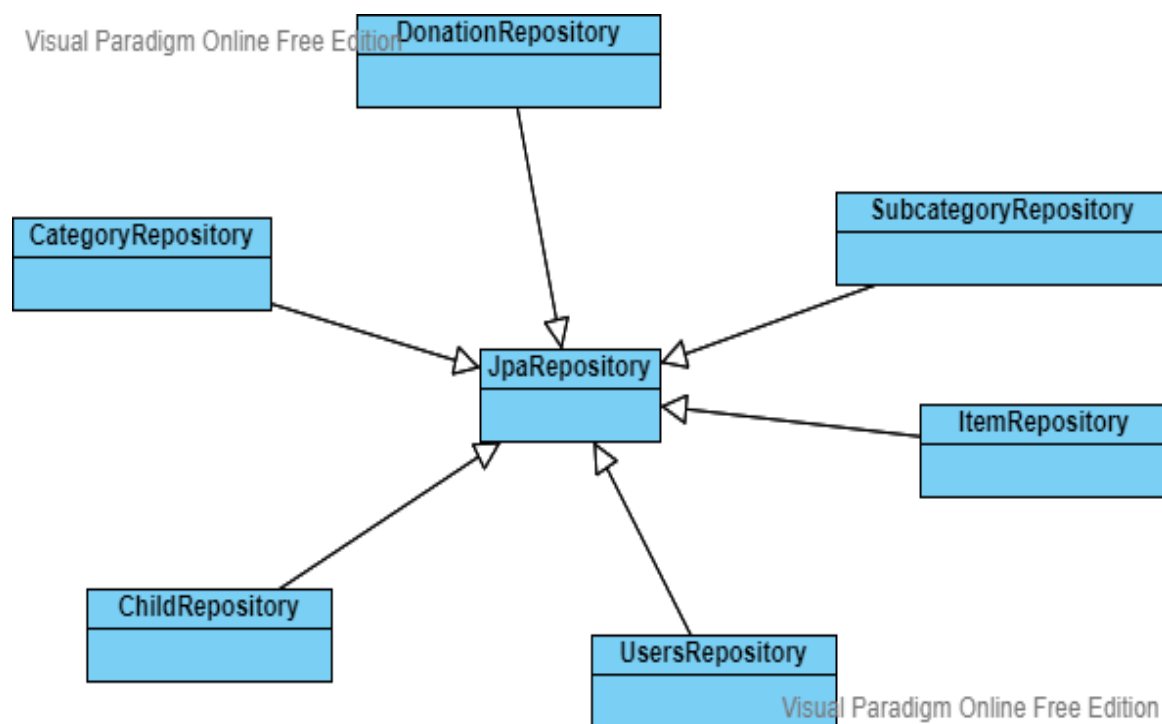 DonationRepository
Visual Paradigm Online Free Edition
SubcategoryRepository
CategoryRepository
JpaRepository
ItemRepository
ChildRepository
UsersRepository
Visual Paradigm Online Free Edition